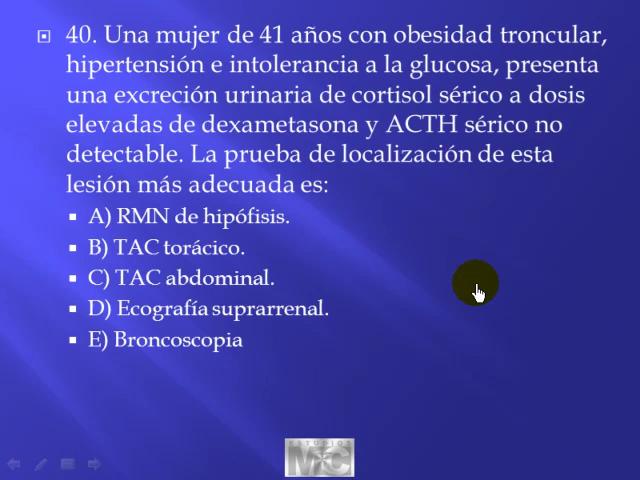 40. Una mujer de 41 años con obesidad troncular,
hipertensión e intolerancia a la glucosa, presenta
una excreción urinaria de cortisol sérico a dosis
elevadas de dexametasona y ACTH sérico no
detectable. La prueba de localización de esta
lesión más adecuada es:
A) RMN de hipófisis.
B) TAC torácico.
C) TAC abdominal.
D) Ecografía suprarrenal.
E) Broncoscopia
ESTUDIOS
MC